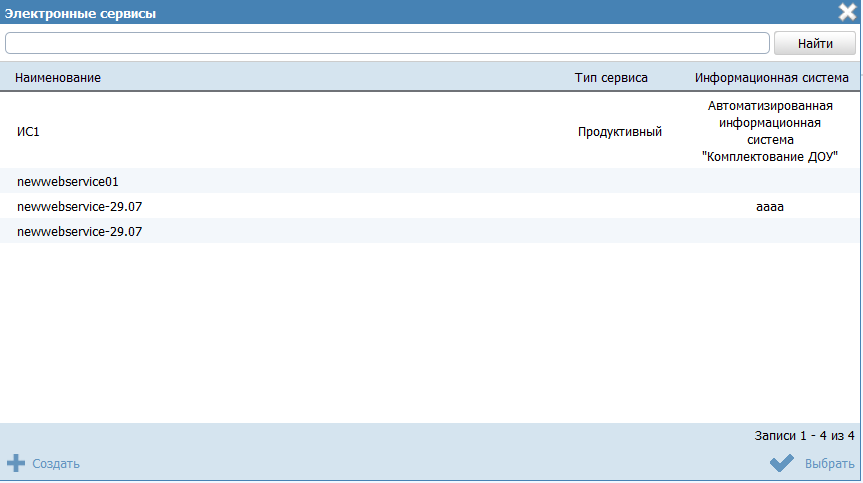 Электронные сервисы
Найти
Наименование Тип сервиса Информационная система
ИС1 Продуктивный Автоматизированная
информационная
система
"Комплектование ДОУ"
newwebservice01
newwebservice-29.07 aaaa
newwebservice-29.07
Записи 1 - 4 из 4
Создать Выбрать